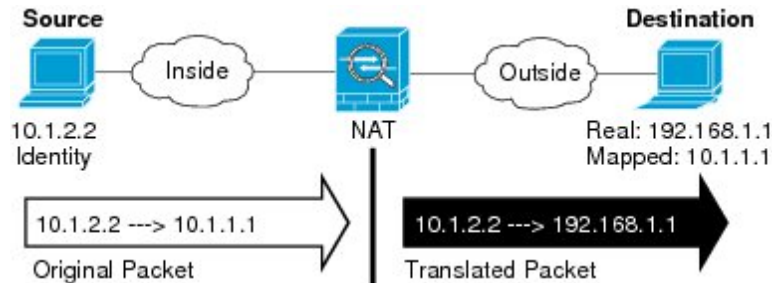 Source
Destination
Inside
Outside
10.1.2.2
Identity
NAT
Real: 192.168.1.1
Mapped: 10.1.1.1
10.1.2.2 ---> 10.1.1.1
10.1.2.2 ---> 192.168.1.1
Original Packet
Translated Packet